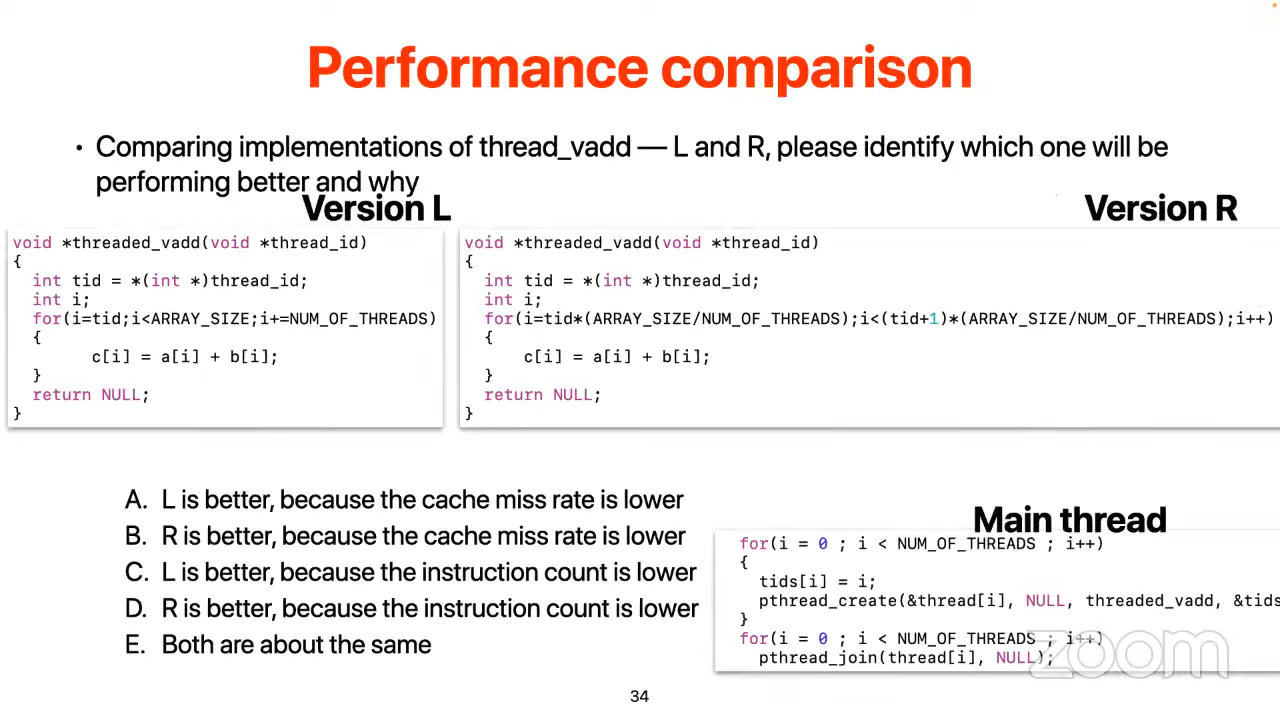 Performance comparison
• Comparing implementations of thread_vadd — L and R, please identify which one will be
performing better and why
Version L
void *threaded_vadd(void *thread_id)
{
  int tid = *(int *)thread_id;
  int i;
  for(i=tid;i<ARRAY_SIZE;i+=NUM_OF_THREADS)
  {
        c[i] = a[i] + b[i];
  }
  return NULL;
}
Version R
void *threaded_vadd(void *thread_id)
{
  int tid = *(int *)thread_id;
  int i;
  for(i=tid*(ARRAY_SIZE/NUM_OF_THREADS);i<(tid+1)*(ARRAY_SIZE/NUM_OF_THREADS);i++)
  {
      c[i] = a[i] + b[i];
  }
  return NULL;
}
A. L is better, because the cache miss rate is lower
B. R is better, because the cache miss rate is lower
C. L is better, because the instruction count is lower
D. R is better, because the instruction count is lower
E. Both are about the same
Main thread
for(i = 0 ; i < NUM_OF_THREADS ; i++)
{
  tids[i] = i;
  pthread_create(&thread[i], NULL, threaded_vadd, &tids
}
for(i = 0 ; i < NUM_OF_THREADS ; i++)
  pthread_join(thread[i], NULL);
zoom
34